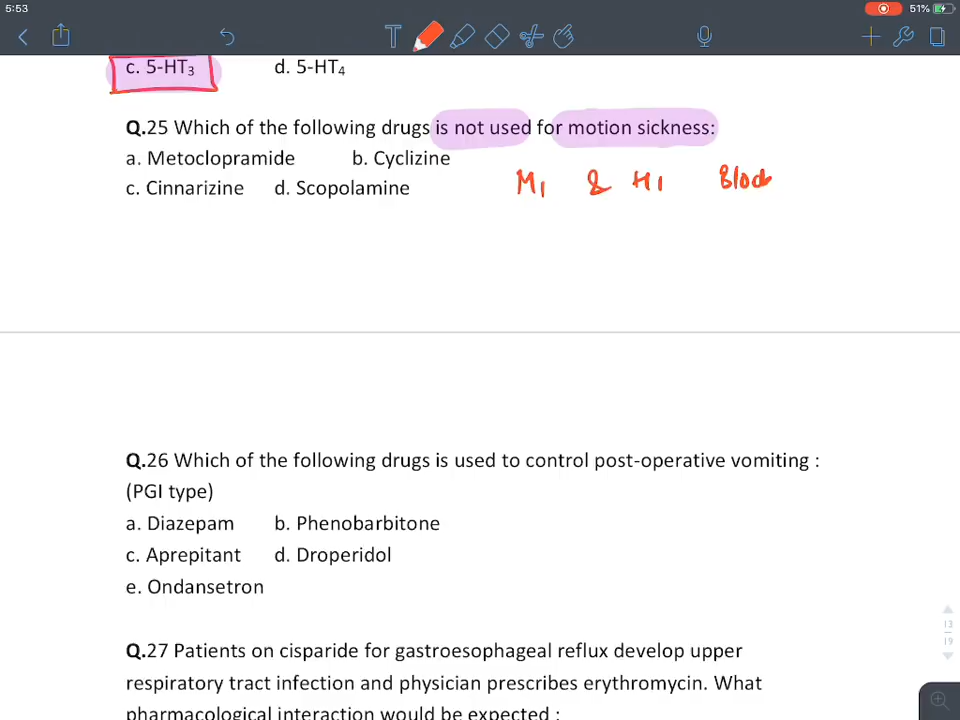 5:53
51%
c. 5-HT₃ d. 5-HT₄
Q.25 Which of the following drugs is not used for motion sickness:
a. Metoclopramide b. Cyclizine
c. Cinnarizine d. Scopolamine
M₁ & H₁ Block
Q.26 Which of the following drugs is used to control post-operative vomiting :
(PGI type)
a. Diazepam b. Phenobarbitone
c. Aprepitant d. Droperidol
e. Ondansetron
13
19
Q.27 Patients on cisparide for gastroesophageal reflux develop upper
respiratory tract infection and physician prescribes erythromycin. What
pharmacological interaction would be expected :